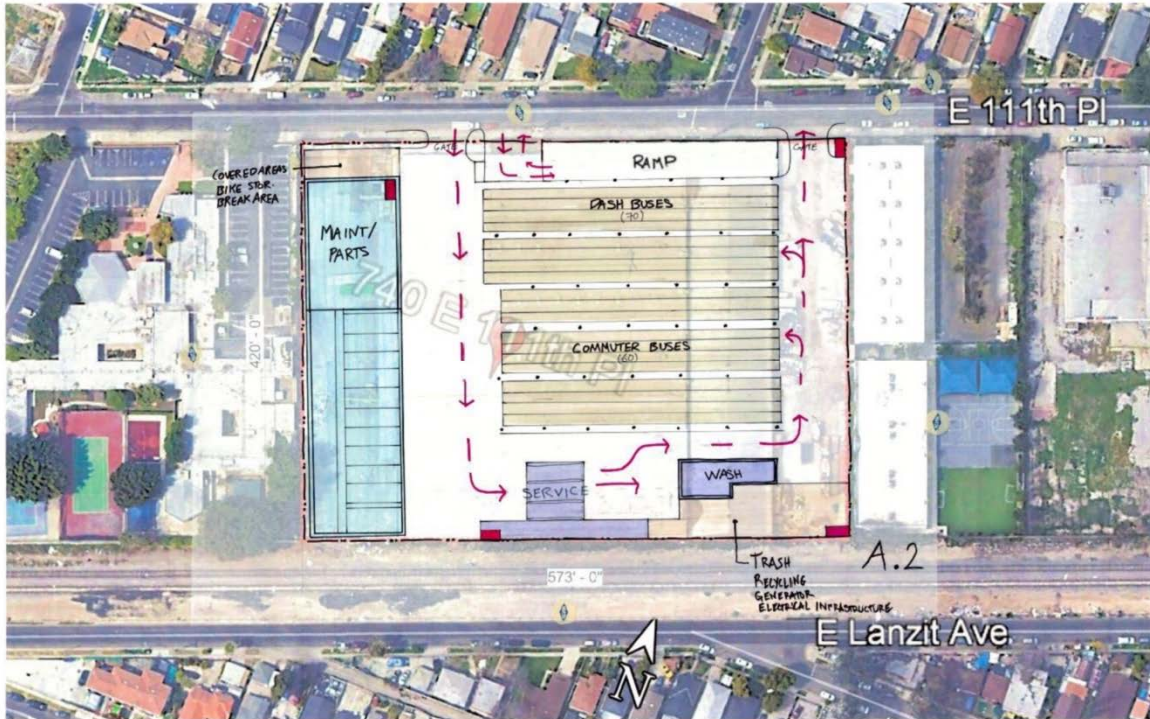 E 111th Pl
GATE
GATE
RAMP
COVERED AREAS
BIKE STOR.
BREAK AREA
DASH BUSES
(70)
MAINT/
PARTS
740 E 111th Pl
420' - 0"
COMMUTER BUSES
(60)
WASH
SERVICE
A.2
TRASH
RECYCLING
GENERATOR
ELECTRICAL INFRASTRUCTURE
573' - 0"
E Lanzit Ave
N